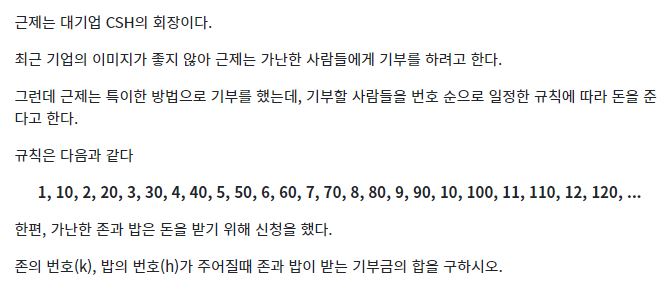 근제는 대기업 CSH의 회장이다.
최근 기업의 이미지가 좋지 않아 근제는 가난한 사람들에게 기부를 하려고 한다.
그런데 근제는 특이한 방법으로 기부를 했는데, 기부할 사람들을 번호 순으로 일정한 규칙에 따라 돈을 준
다고 한다.
규칙은 다음과 같다
1, 10, 2, 20, 3, 30, 4, 40, 5, 50, 6, 60, 7, 70, 8, 80, 9, 90, 10, 100, 11, 110, 12, 120, ...
한편, 가난한 존과 밥은 돈을 받기 위해 신청을 했다.
존의 번호(k), 밥의 번호(h)가 주어질때 존과 밥이 받는 기부금의 합을 구하시오.